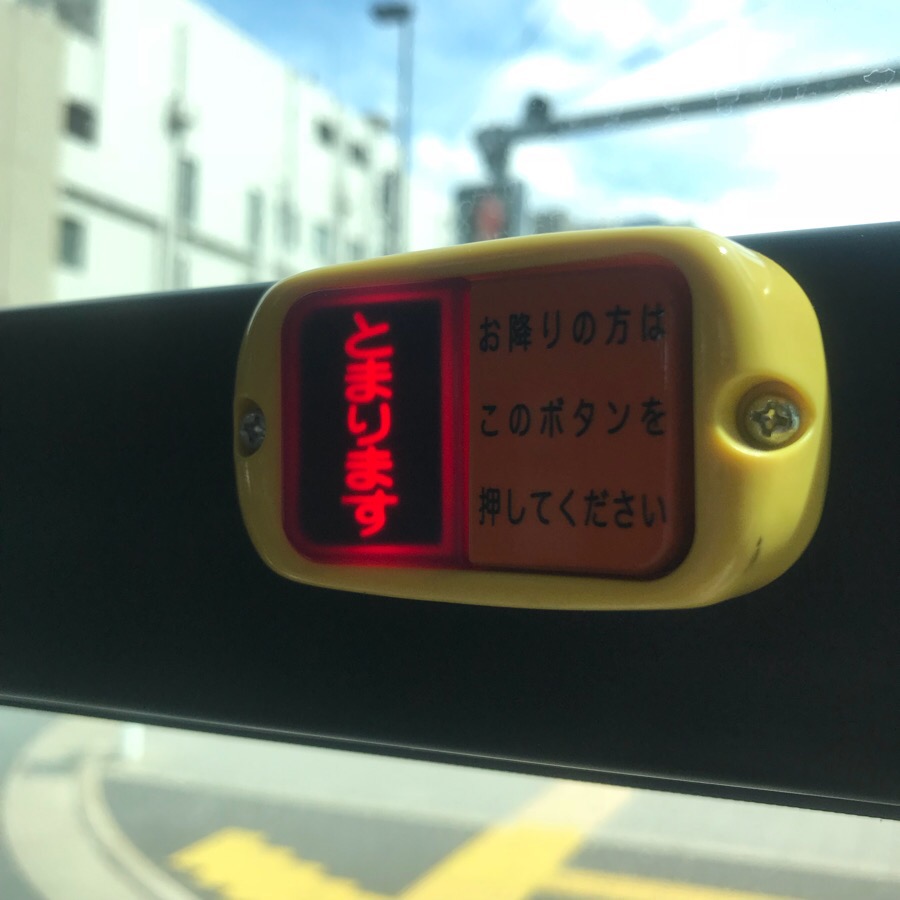 とまります
お降りの方は
このボタンを
押してください